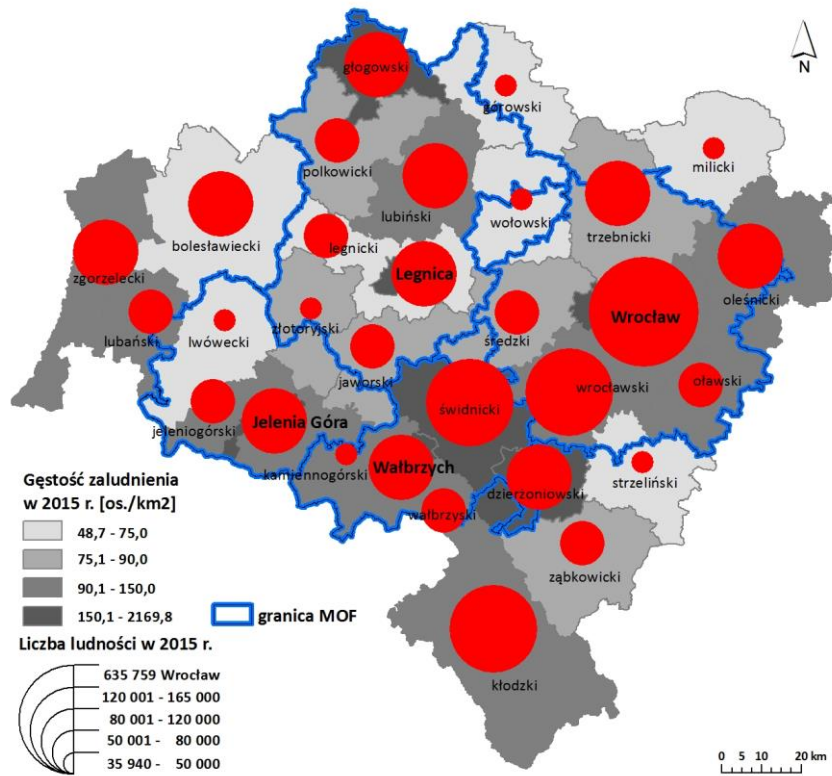 N
głogowski
górowski
milicki
polkowicki
lubiński
wołowski
trzebnicki
bolesławiecki
legnicki
zgorzelecki
Legnica
oleśnicki
lubański
lwówecki
złotoryjski
średzki
Wrocław
jaworski
wrocławski
oławski
jeleniogórski
Jelenia Góra
świdnicki
kamiennogórski
Wałbrzych
dzierżoniowski
strzeliński
wałbrzyski
ząbkowicki
kłodzki
Gęstość zaludnienia
w 2015 r. [os./km2]
48,7 - 75,0
75,1 - 90,0
90,1 - 150,0
150,1 - 2169,8
granica MOF
Liczba ludności w 2015 r.
635 759 Wrocław
120 001 - 165 000
80 001 - 120 000
50 001 - 80 000
35 940 - 50 000
0 5 10 20 km